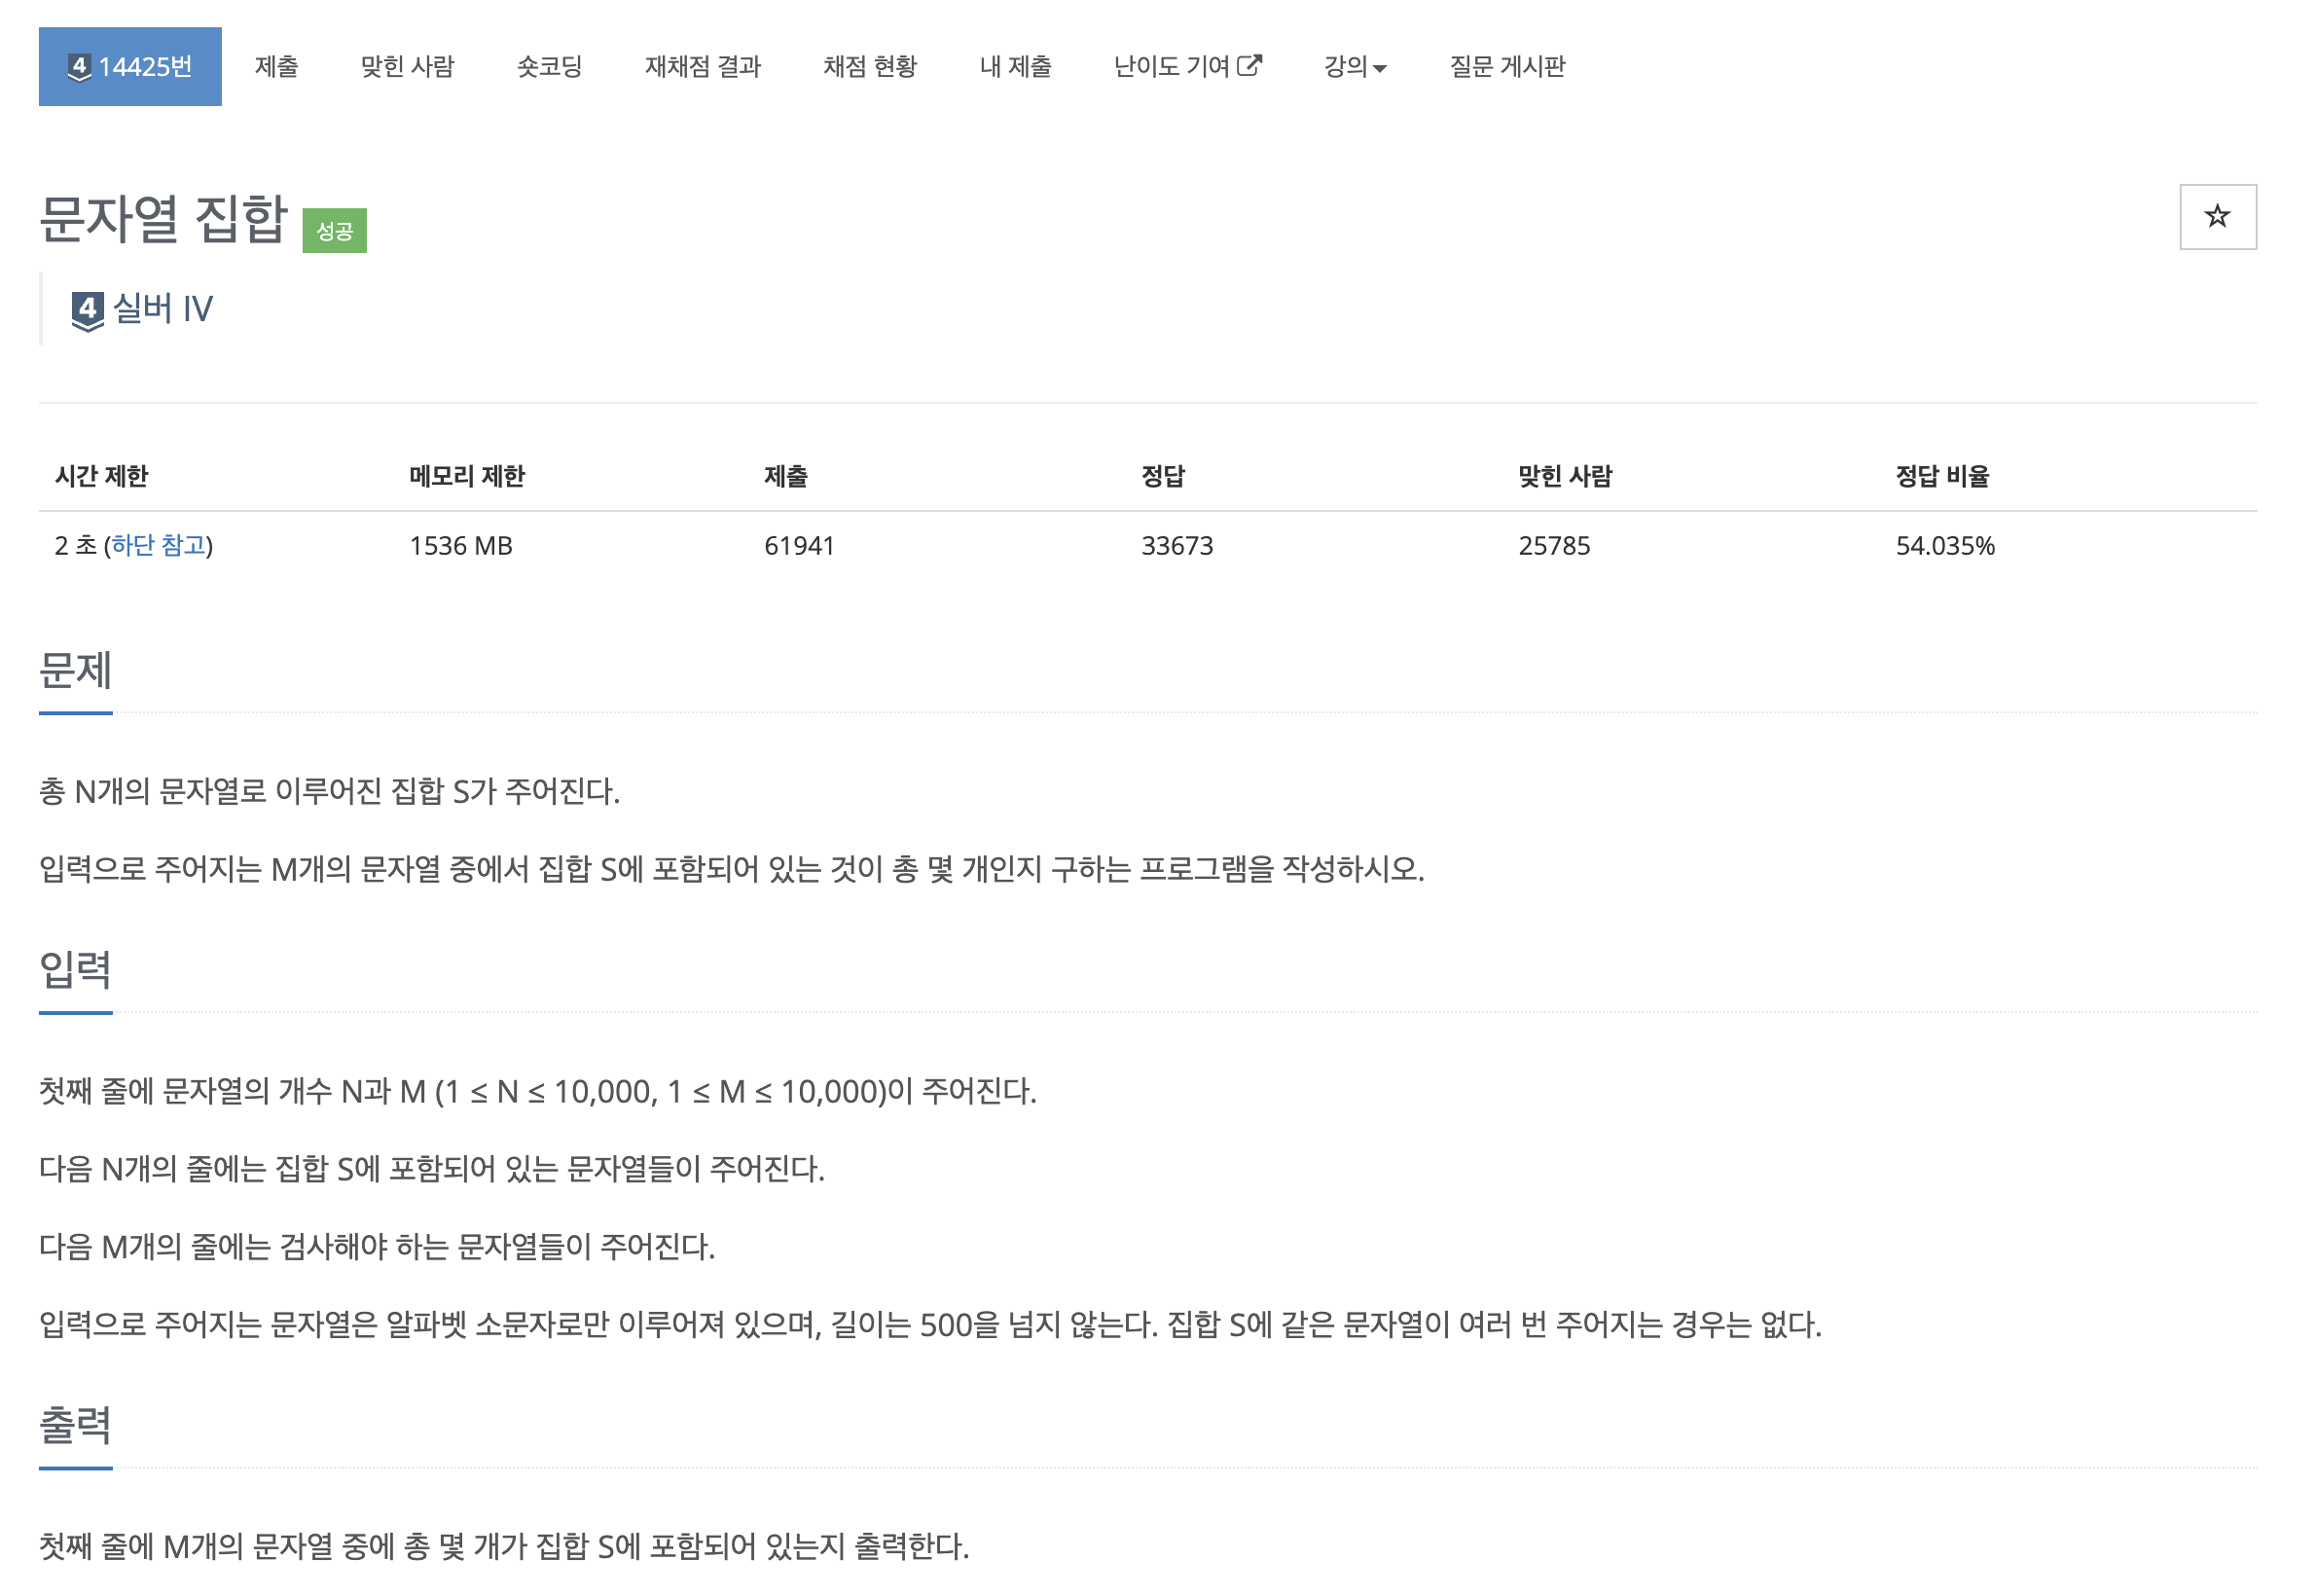 4 14425번 제출 맞힌 사람 숏코딩 재채점 결과 채점 현황 내 제출 난이도 기여 강의 질문 게시판
문자열 집합 성공
4 실버 IV
시간 제한 메모리 제한 제출 정답 맞힌 사람 정답 비율
2 초 (하단 참고) 1536 MB 61941 33673 25785 54.035%
문제
총 N개의 문자열로 이루어진 집합 S가 주어진다.
입력으로 주어지는 M개의 문자열 중에서 집합 S에 포함되어 있는 것이 총 몇 개인지 구하는 프로그램을 작성하시오.
입력
첫째 줄에 문자열의 개수 N과 M (1 ≤ N ≤ 10,000, 1 ≤ M ≤ 10,000)이 주어진다.
다음 N개의 줄에는 집합 S에 포함되어 있는 문자열들이 주어진다.
다음 M개의 줄에는 검사해야 하는 문자열들이 주어진다.
입력으로 주어지는 문자열은 알파벳 소문자로만 이루어져 있으며, 길이는 500을 넘지 않는다. 집합 S에 같은 문자열이 여러 번 주어지는 경우는 없다.
출력
첫째 줄에 M개의 문자열 중에 총 몇 개가 집합 S에 포함되어 있는지 출력한다.